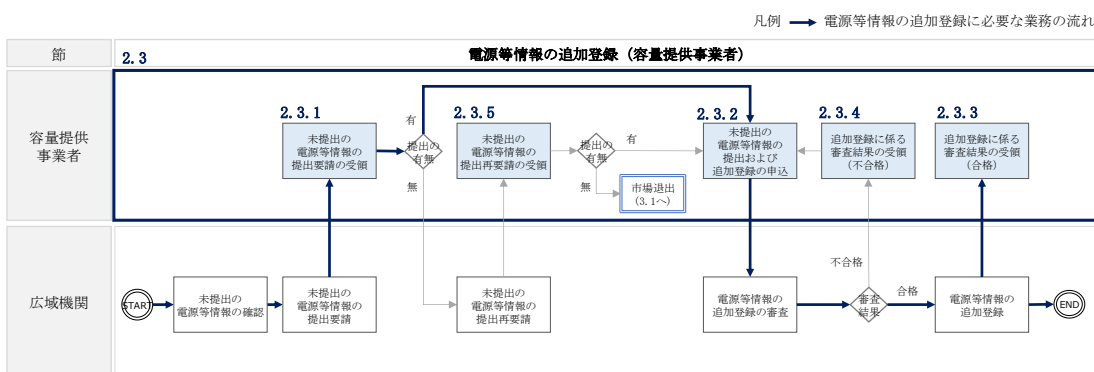 凡例 電源等情報の追加登録に必要な業務の流れ
節
2.3
電源等情報の追加登録（容量提供事業者）
容量提供
事業者
2.3.1
未提出の
電源等情報の
提出要請の受領
有
提出の
有無
無
2.3.5
未提出の
電源等情報の
提出再要請の受領
提出の
有無
有
無
市場退出
(3.1へ)
2.3.2
未提出の
電源等情報の
提出および
追加登録の申込
2.3.4
追加登録に係る
審査結果の受領
（不合格）
2.3.3
追加登録に係る
審査結果の受領
（合格）
広域機関
START
未提出の
電源等情報の確認
未提出の
電源等情報の
提出要請
未提出の
電源等情報の
提出再要請
電源等情報の
追加登録の審査
不合格
審査
結果
合格
電源等情報の
追加登録
END